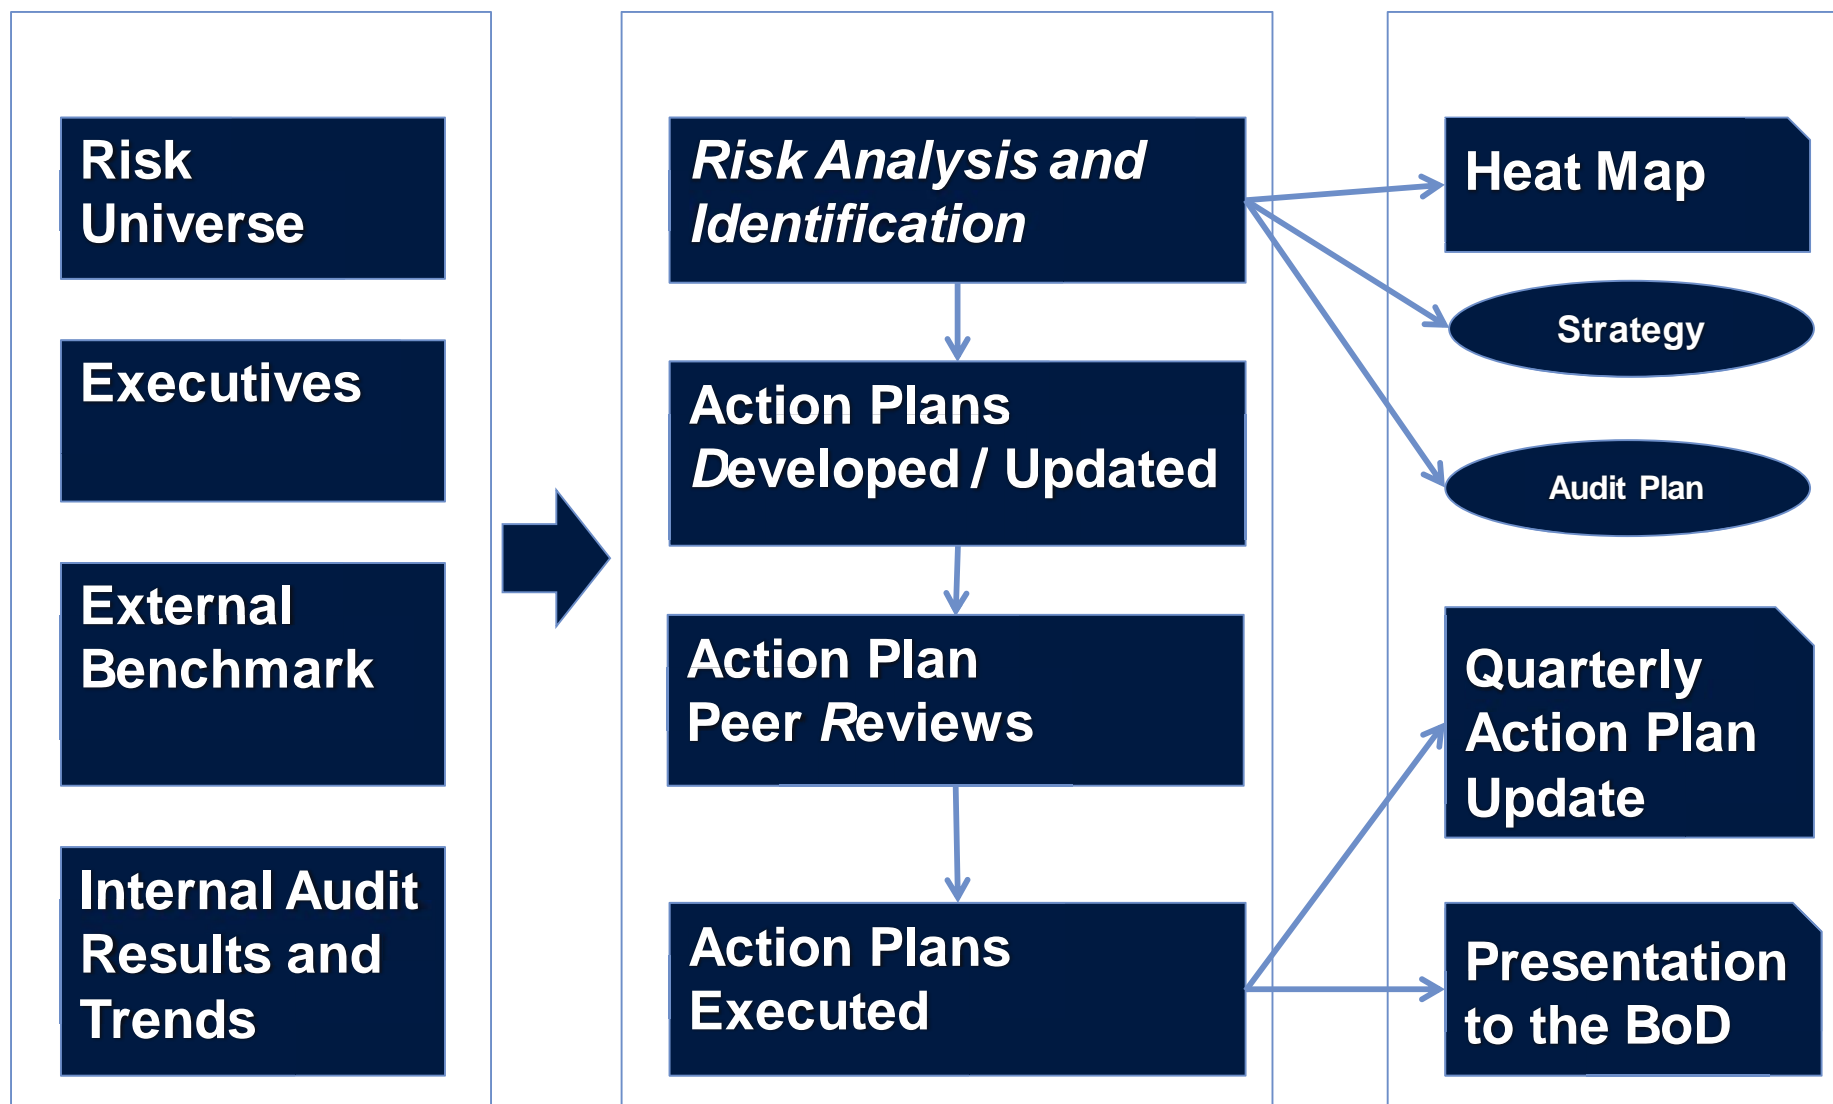 Risk
Universe
Executives
External
Benchmark
Internal Audit
Results and
Trends
Risk Analysis and
Identification
Action Plans
Developed / Updated
Action Plan
Peer Reviews
Action Plans
Executed
Heat Map
Strategy
Audit Plan
Quarterly
Action Plan
Update
Presentation
to the BoD